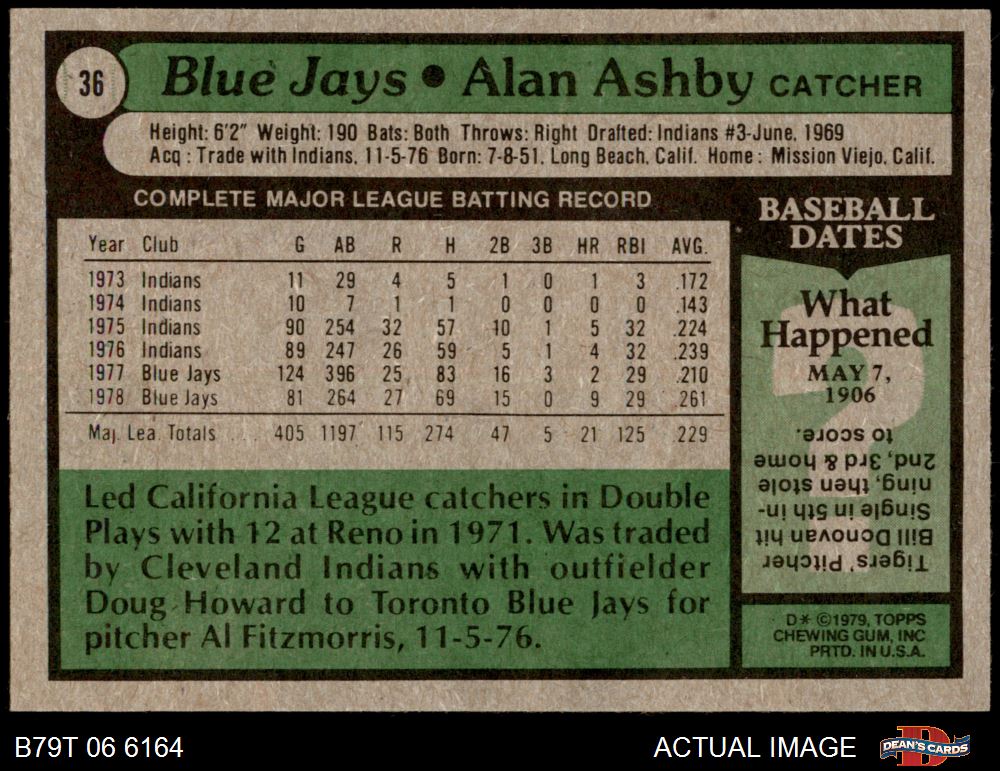 36
Blue Jays • Alan Ashby CATCHER
Height: 6'2" Weight: 190 Bats: Both Throws: Right Drafted: Indians #3-June, 1969
Acq : Trade with Indians, 11-5-76 Born: 7-8-51, Long Beach, Calif. Home : Mission Viejo, Calif.
COMPLETE MAJOR LEAGUE BATTING RECORD
Year Club G AB R H 2B 3B HR RBI AVG.
1973 Indians 11 29 4 5 1 0 1 3 .172
1974 Indians 10 7 1 1 0 0 0 0 .143
1975 Indians 90 254 32 57 10 1 5 32 .224
1976 Indians 89 247 26 59 5 1 4 32 .239
1977 Blue Jays 124 396 25 83 16 3 2 29 .210
1978 Blue Jays 81 264 27 69 15 0 9 29 .261
Maj. Lea. Totals 405 1197 115 274 47 5 21 125 .229
Led California League catchers in Double
Plays with 12 at Reno in 1971. Was traded
by Cleveland Indians with outfielder
Doug Howard to Toronto Blue Jays for
pitcher Al Fitzmorris, 11-5-76.
BASEBALL
DATES
What
Happened
MAY 7,
1906
?
Tigers' Pitcher
Bill Donovan hit
Single in 5th in-
ning, then stole
2nd, 3rd & home
to score.
D* ©1979, TOPPS
CHEWING GUM, INC
PRTD. IN U.S.A.
B79T 06 6164
ACTUAL IMAGE
DEAN'S CARDS